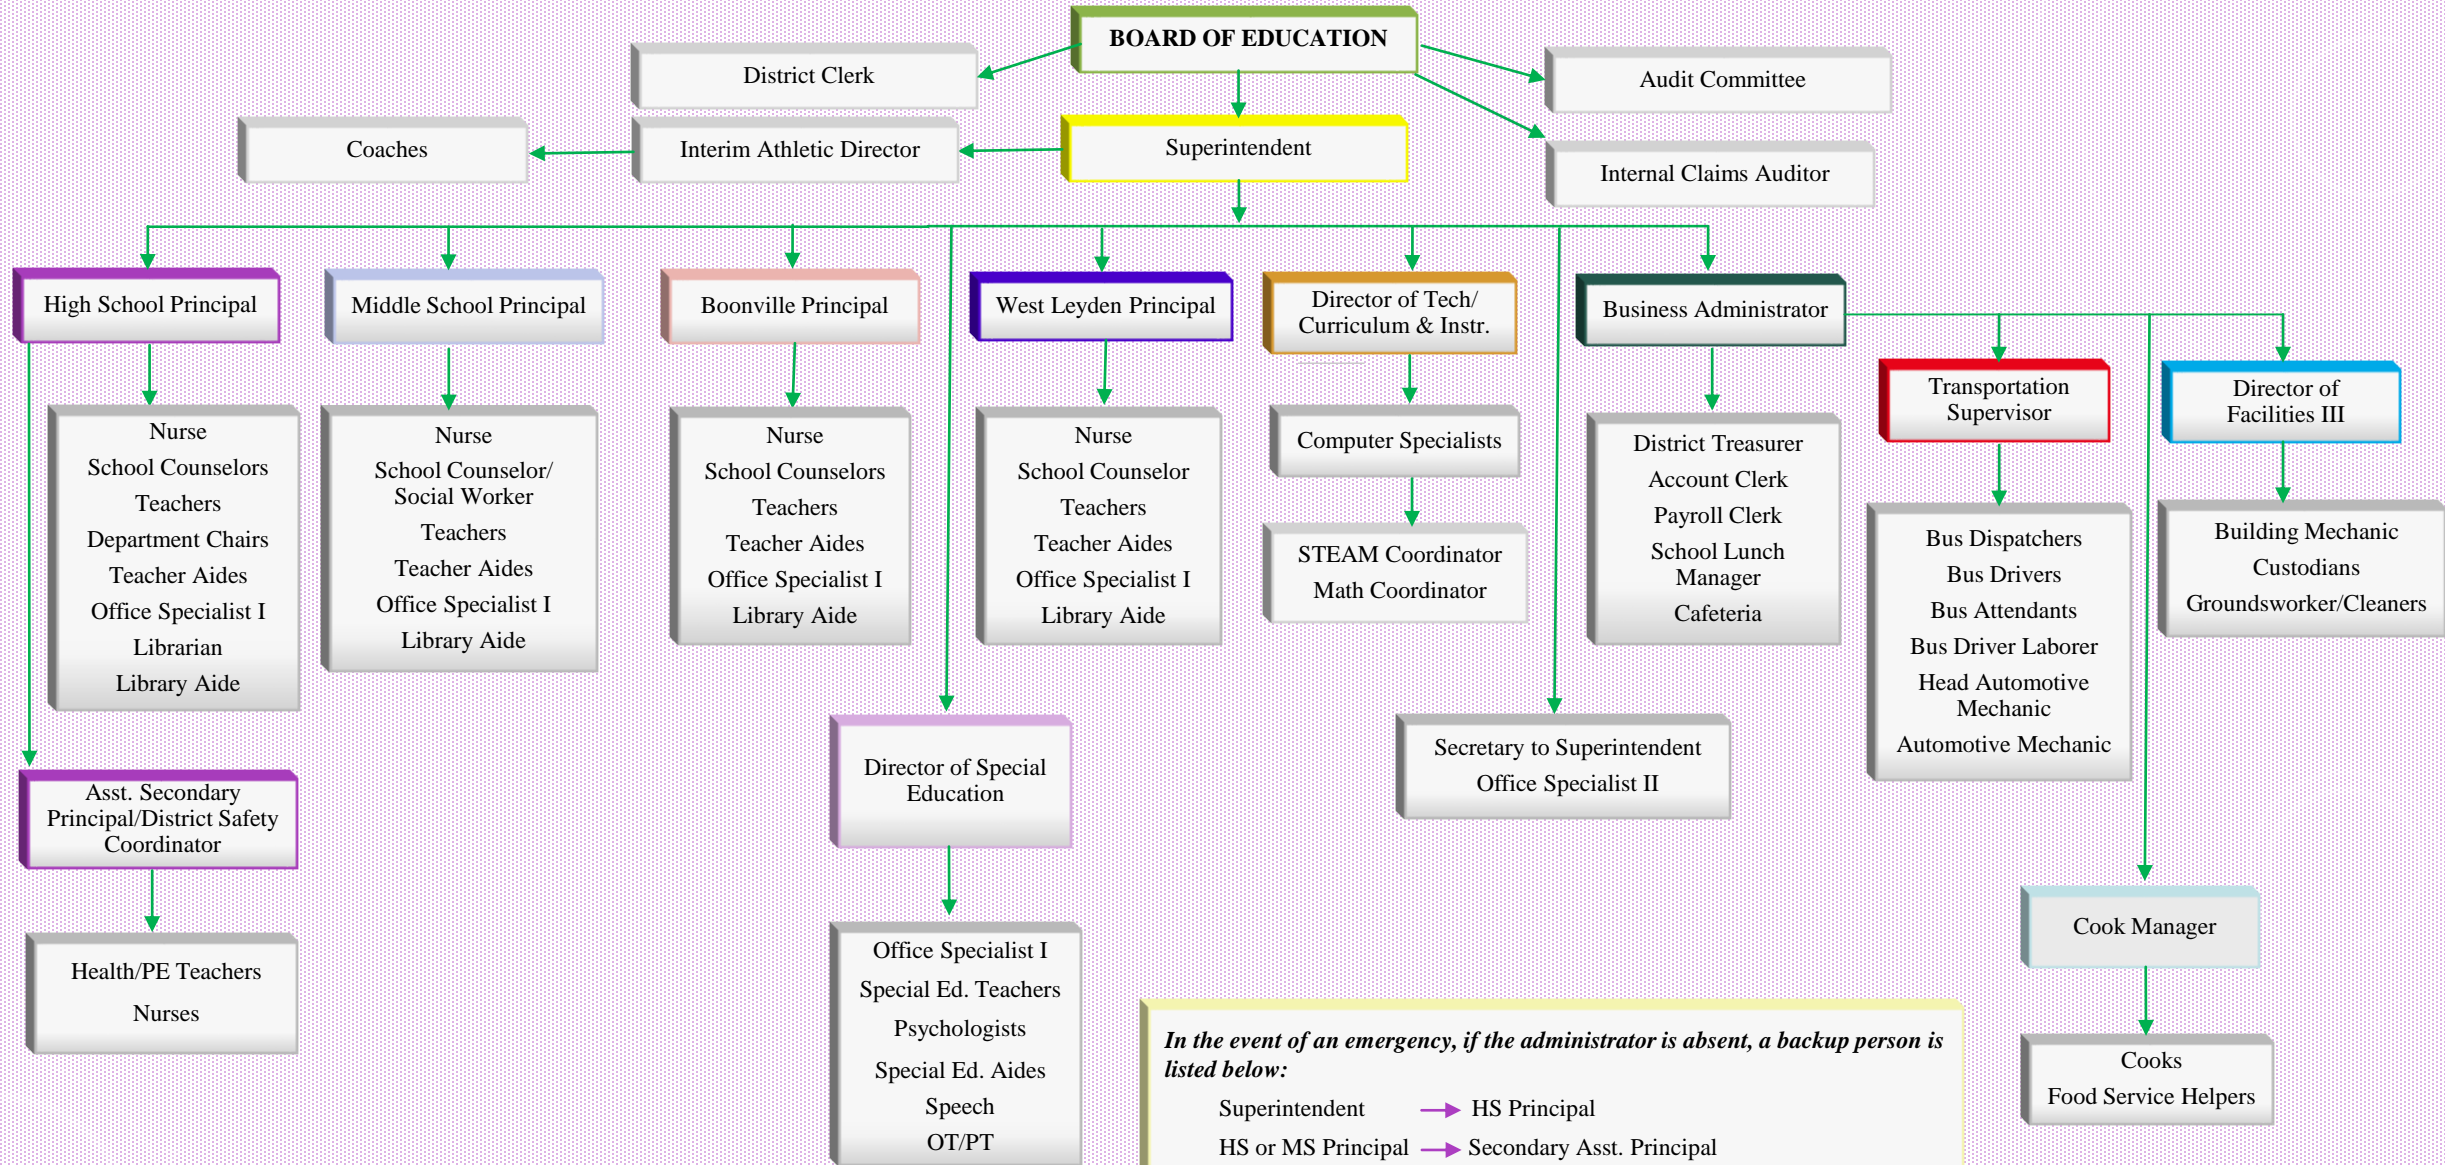 BOARD OF EDUCATION
District Clerk
Audit Committee
Coaches
Interim Athletic Director
Superintendent
Internal Claims Auditor
High School Principal
Middle School Principal
Boonville Principal
West Leyden Principal
Director of Tech/
Curriculum & Instr.
Business Administrator
Transportation
Supervisor
Director of
Facilities III
Nurse
School Counselors
Teachers
Department Chairs
Teacher Aides
Office Specialist I
Librarian
Library Aide
Nurse
School Counselor/
Social Worker
Teachers
Teacher Aides
Office Specialist I
Library Aide
Nurse
School Counselors
Teachers
Teacher Aides
Office Specialist I
Library Aide
Nurse
School Counselor
Teachers
Teacher Aides
Office Specialist I
Library Aide
Computer Specialists
STEAM Coordinator
Math Coordinator
District Treasurer
Account Clerk
Payroll Clerk
School Lunch
Manager
Cafeteria
Bus Dispatchers
Bus Drivers
Bus Attendants
Bus Driver Laborer
Head Automotive
Mechanic
Automotive Mechanic
Building Mechanic
Custodians
Groundsworker/Cleaners
Asst. Secondary
Principal/District Safety
Coordinator
Director of Special
Education
Secretary to Superintendent
Office Specialist II
Cook Manager
Health/PE Teachers
Nurses
Office Specialist I
Special Ed. Teachers
Psychologists
Special Ed. Aides
Speech
OT/PT
In the event of an emergency, if the administrator is absent, a backup person is
listed below:
Superintendent HS Principal
HS or MS Principal Secondary Asst. Principal
Cooks
Food Service Helpers